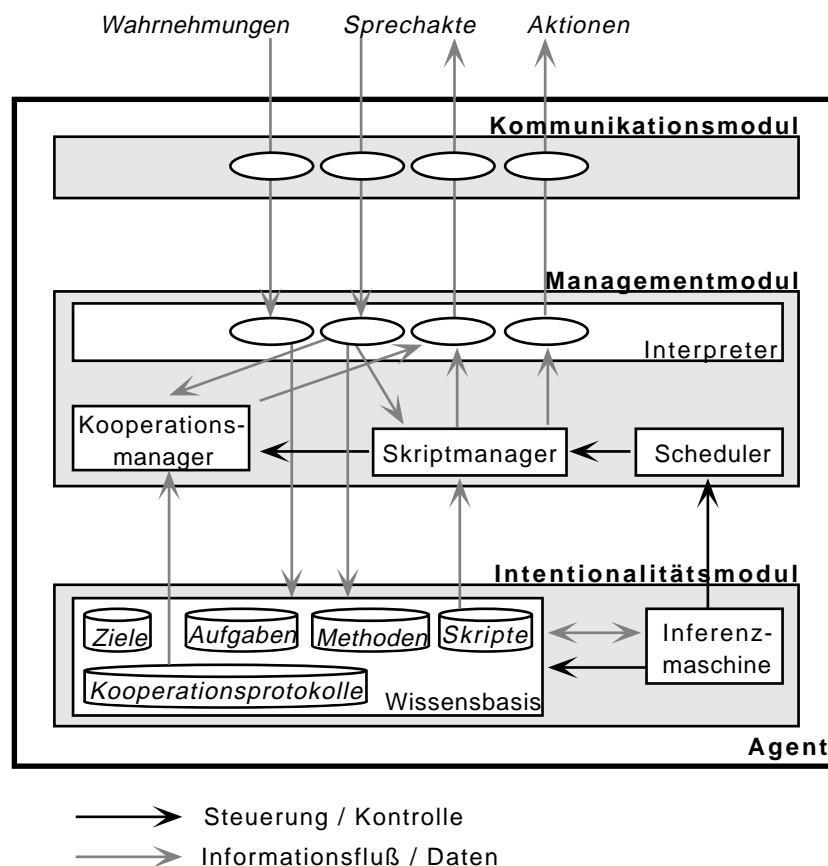 Wahrnehmungen Sprechakte Aktionen
Kommunikationsmodul
Managementmodul
Interpreter
Kooperations-
manager
Skriptmanager
Scheduler
Intentionalitätsmodul
Ziele
Aufgaben
Methoden
Skripte
Kooperationsprotokolle
Wissensbasis
Inferenz-
maschine
Agent
Steuerung / Kontrolle
Informationsfluß / Daten